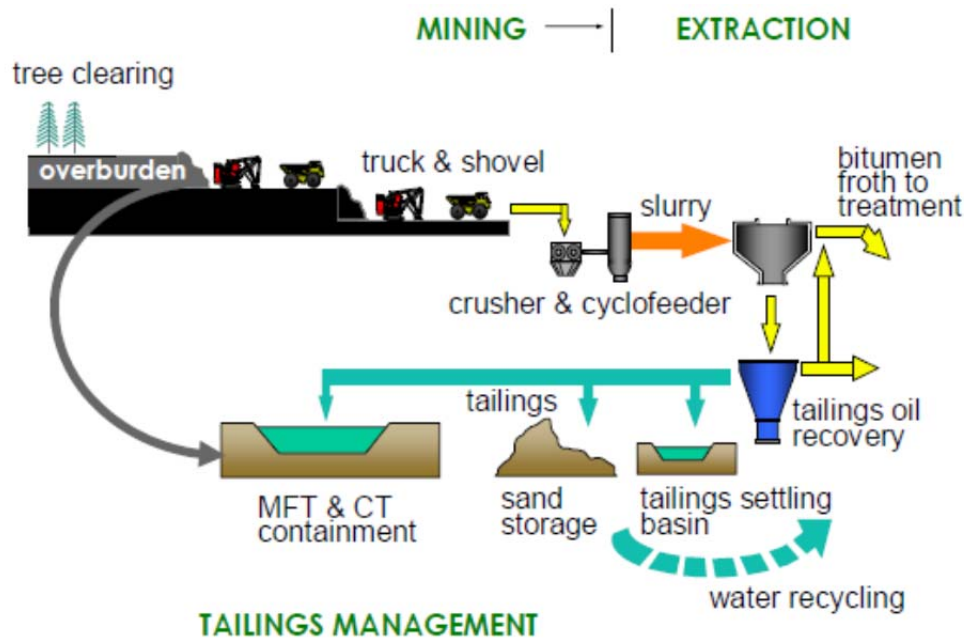 MINING
EXTRACTION
tree clearing
overburden
truck & shovel
bitumen
froth to
treatment
slurry
crusher & cyclofeeder
tailings
tailings oil
recovery
MFT & CT
containment
sand
storage
tailings settling
basin
water recycling
TAILINGS MANAGEMENT